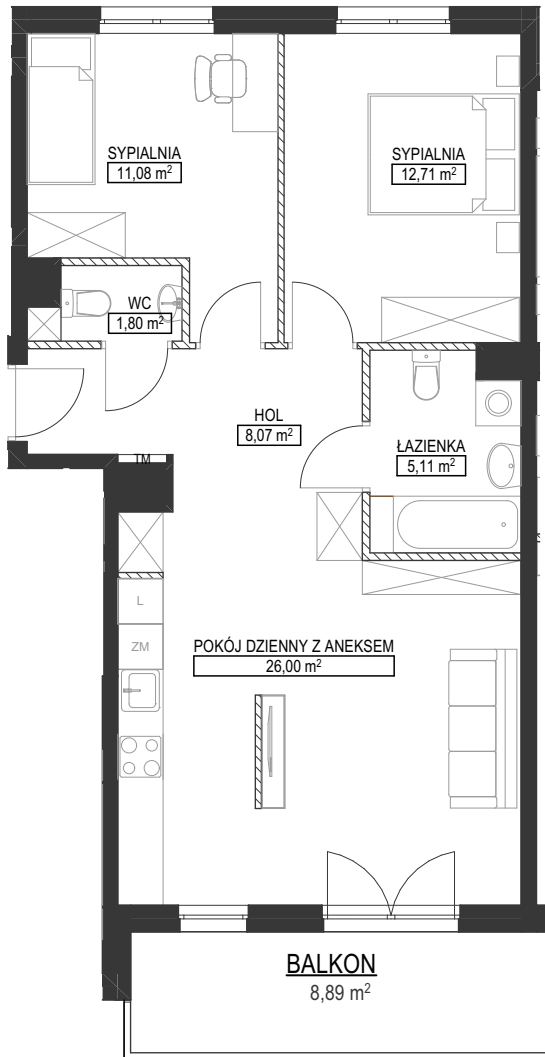 SYPIALNIA
11,08 m²
SYPIALNIA
12,71 m²
WC
1,80 m²
HOL
8,07 m²
ŁAZIENKA
5,11 m²
TM
L
ZM
POKÓJ DZIENNY Z ANEKSEM
26,00 m²
BALKON
8,89 m²